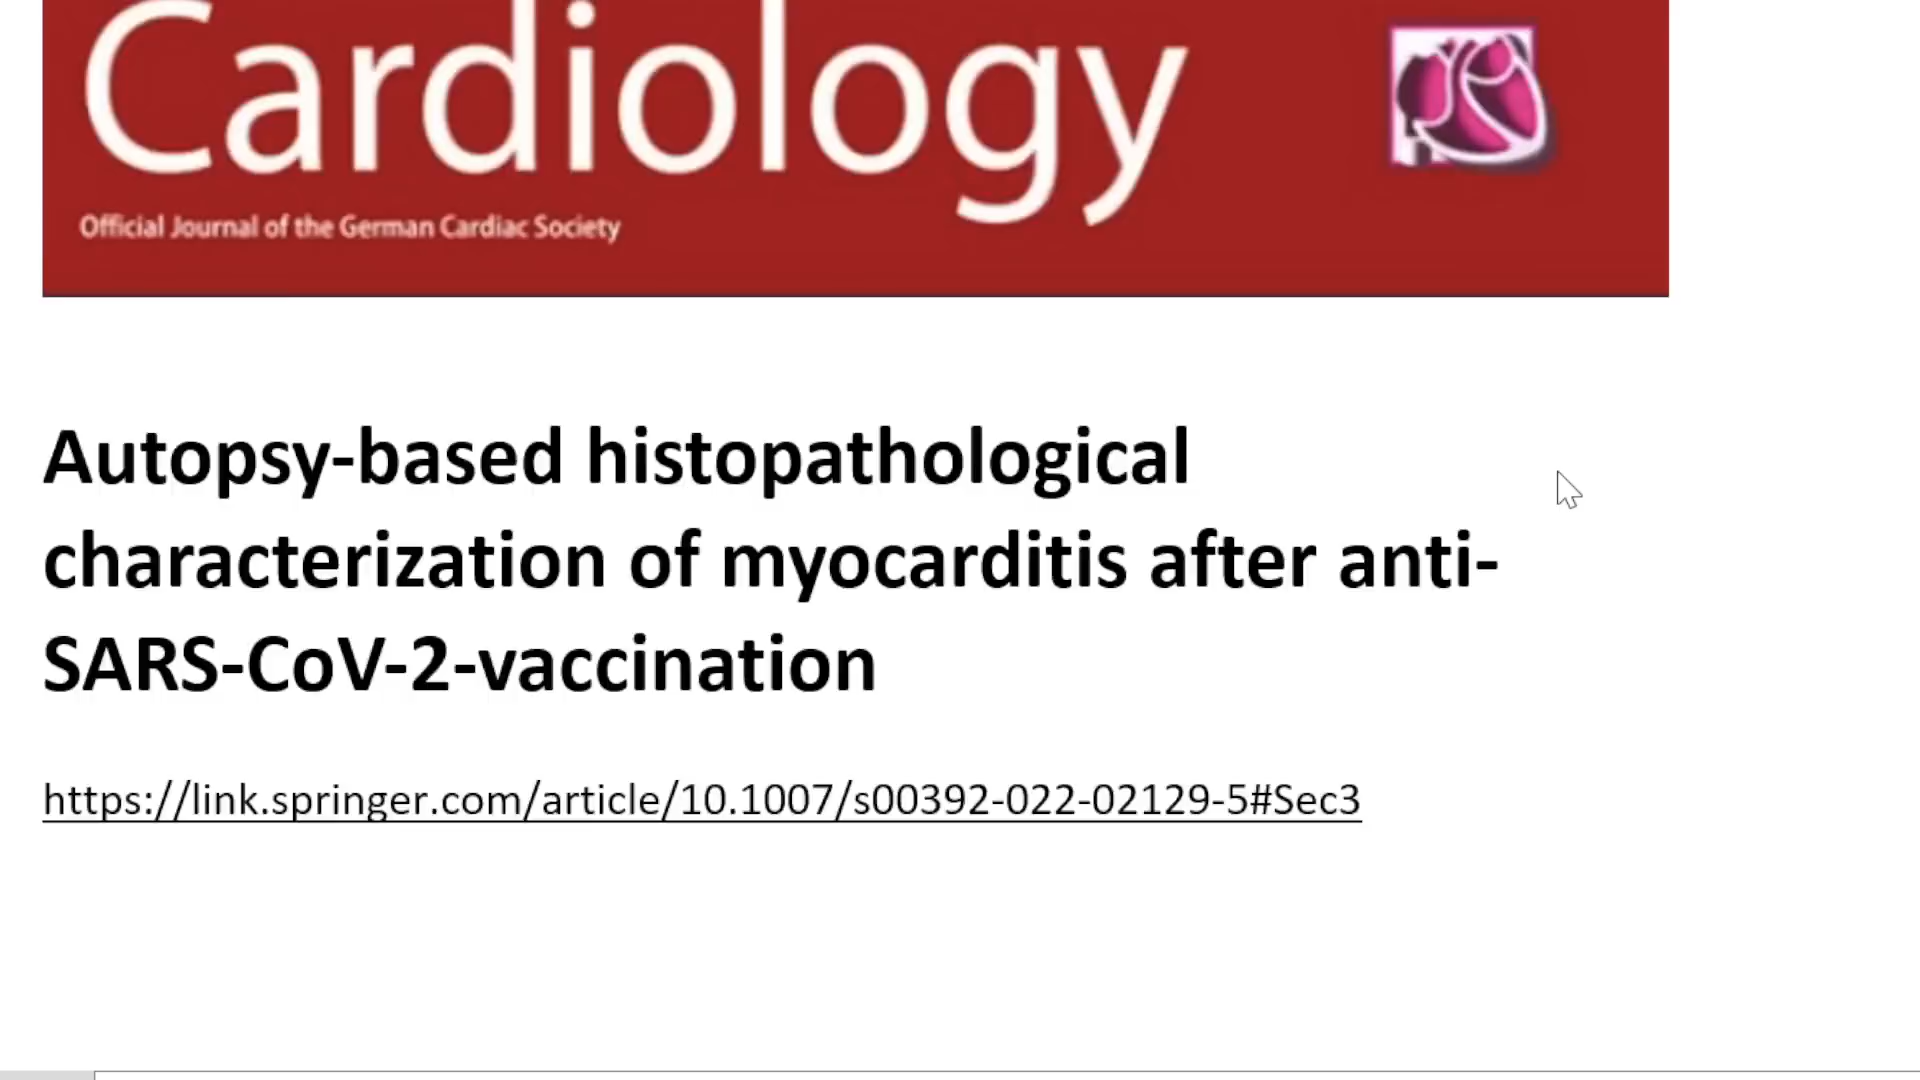 Cardiology
Official Journal of the German Cardiac Society
Autopsy-based histopathological
characterization of myocarditis after anti-
SARS-CoV-2-vaccination
https://link.springer.com/article/10.1007/s00392-022-02129-5#Sec3